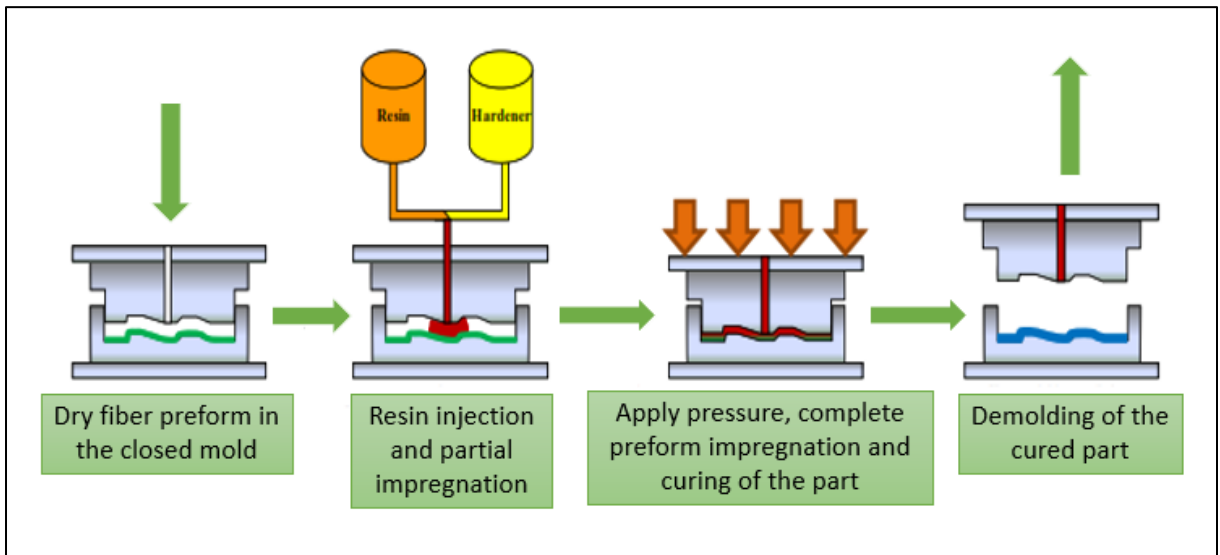 Resin
Hardener
Dry fiber preform in
the closed mold
Resin injection
and partial
impregnation
Apply pressure, complete
preform impregnation and
curing of the part
Demolding of the
cured part